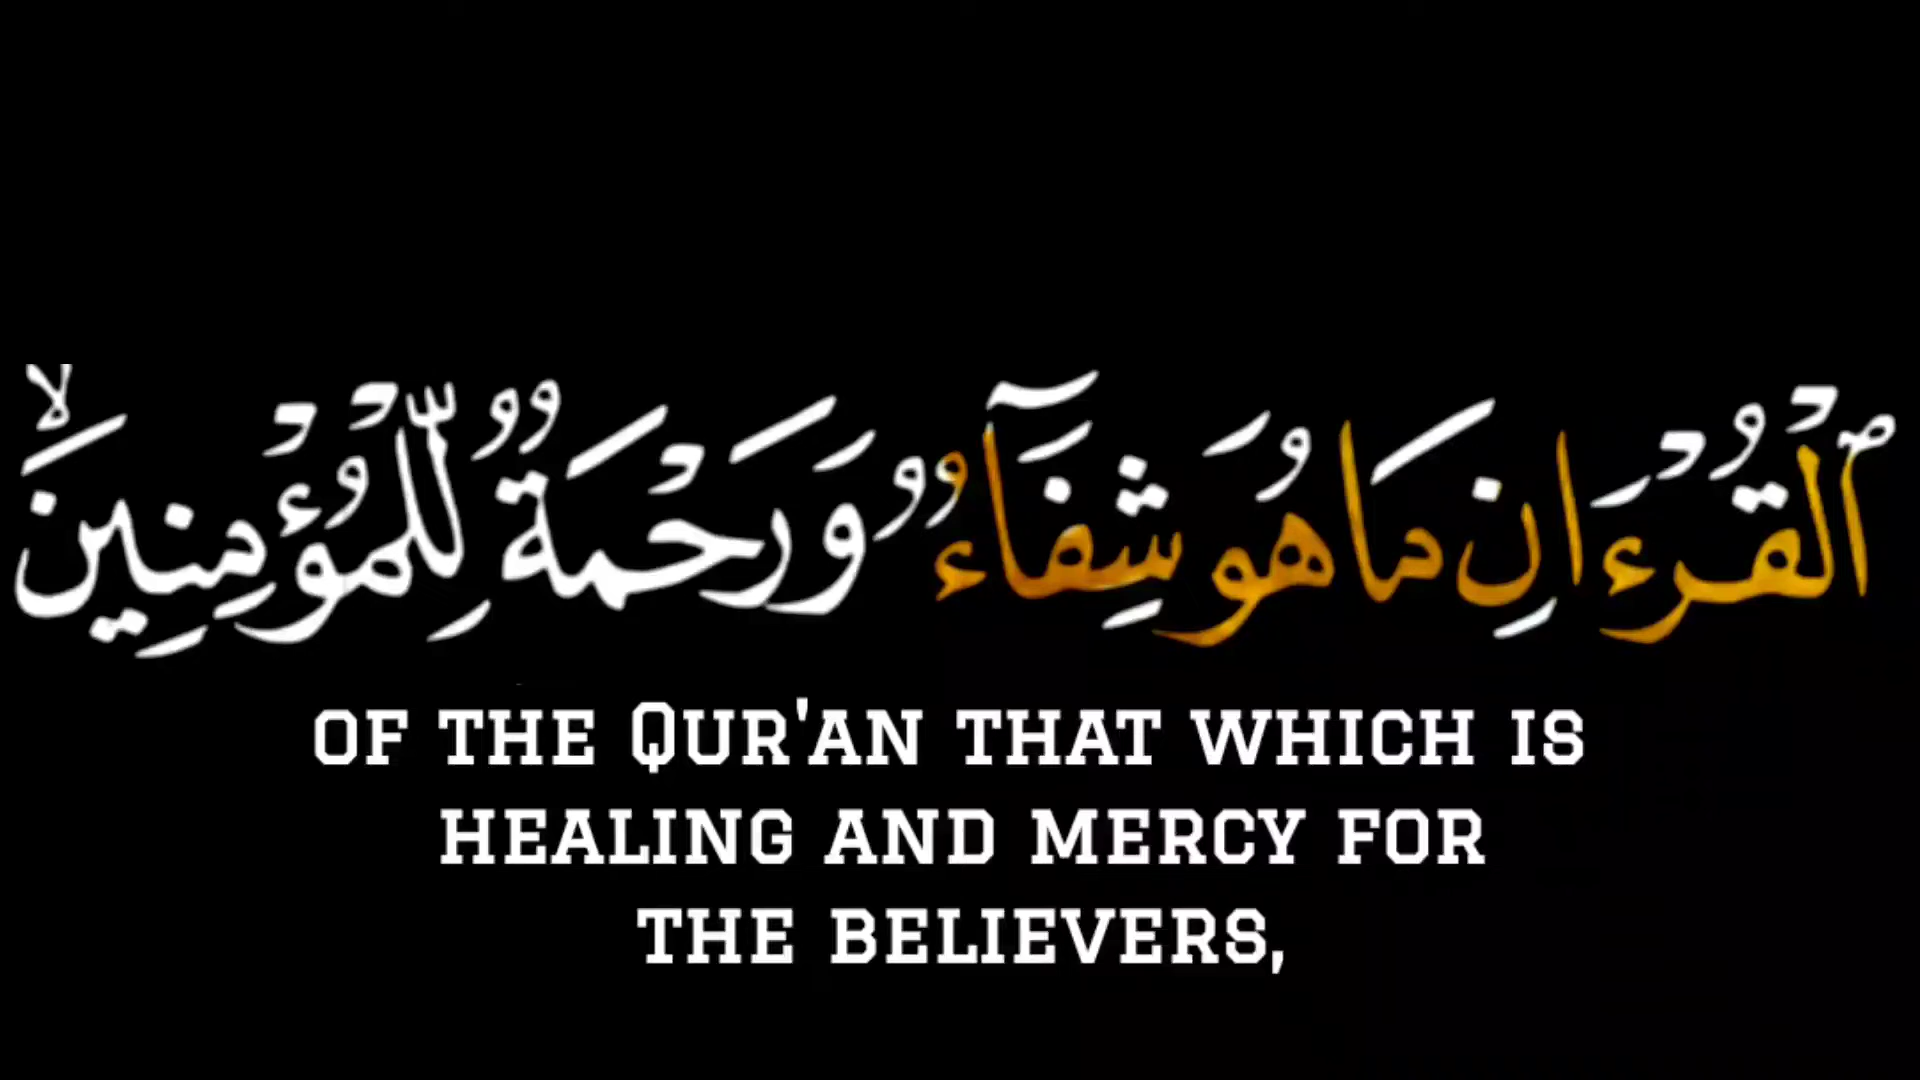 ٱلْقُرْءَانِ مَا هُوَ شِفَآءٌ وَرَحْمَةٌ لِّلْمُؤْمِنِينَ ۙ
OF THE QUR'AN THAT WHICH IS
HEALING AND MERCY FOR
THE BELIEVERS,